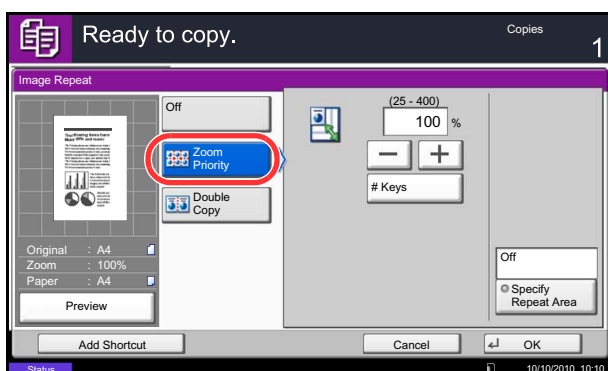 Ready to copy.
Copies
1
Image Repeat
Off
Zoom
Priority
Double
Copy
(25 - 400)
100 %
# Keys
Off
Specify
Repeat Area
Original : A4
Zoom : 100%
Paper : A4
Preview
Add Shortcut
Cancel
OK
Status
10/10/2010 10:10